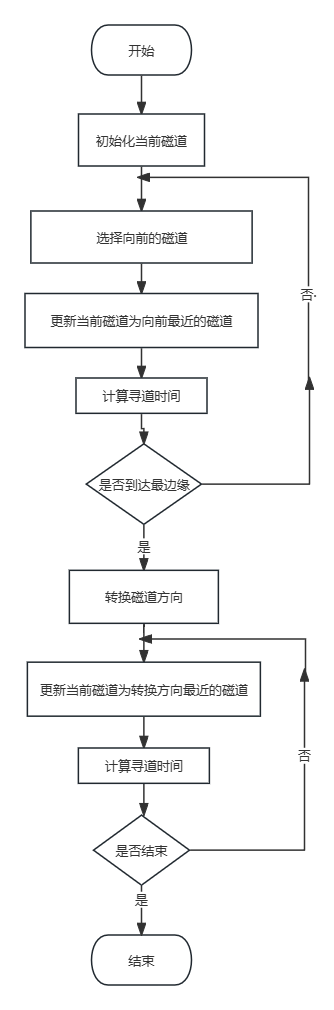 开始
初始化当前磁道
选择向前的磁道
否
更新当前磁道为向前最近的磁道
计算寻道时间
是否到达最边缘
是
转换磁道方向
更新当前磁道为转换方向最近的磁道
否
计算寻道时间
是否结束
是
结束